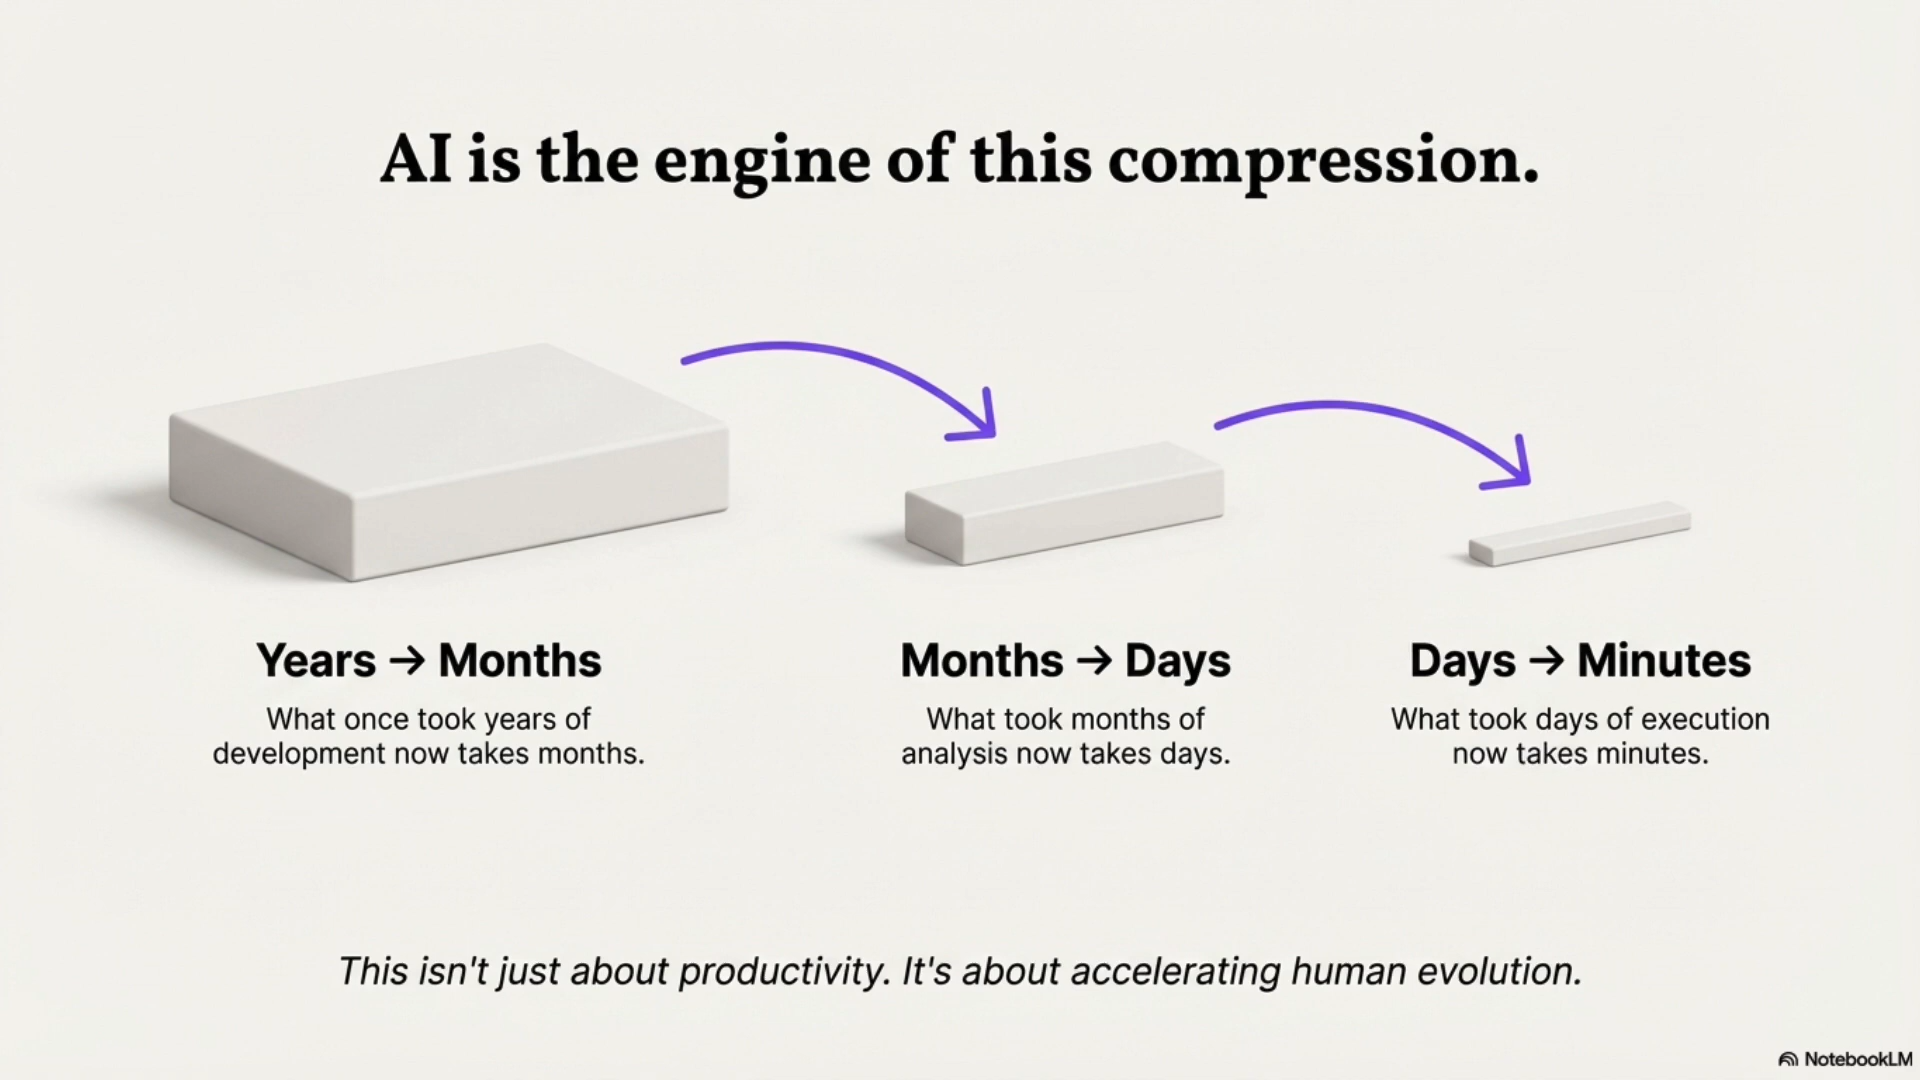 AI is the engine of this compression.
Years → Months
What once took years of
development now takes months.
Months → Days
What took months of
analysis now takes days.
Days → Minutes
What took days of execution
now takes minutes.
This isn't just about productivity. It's about accelerating human evolution.
NotebookLM